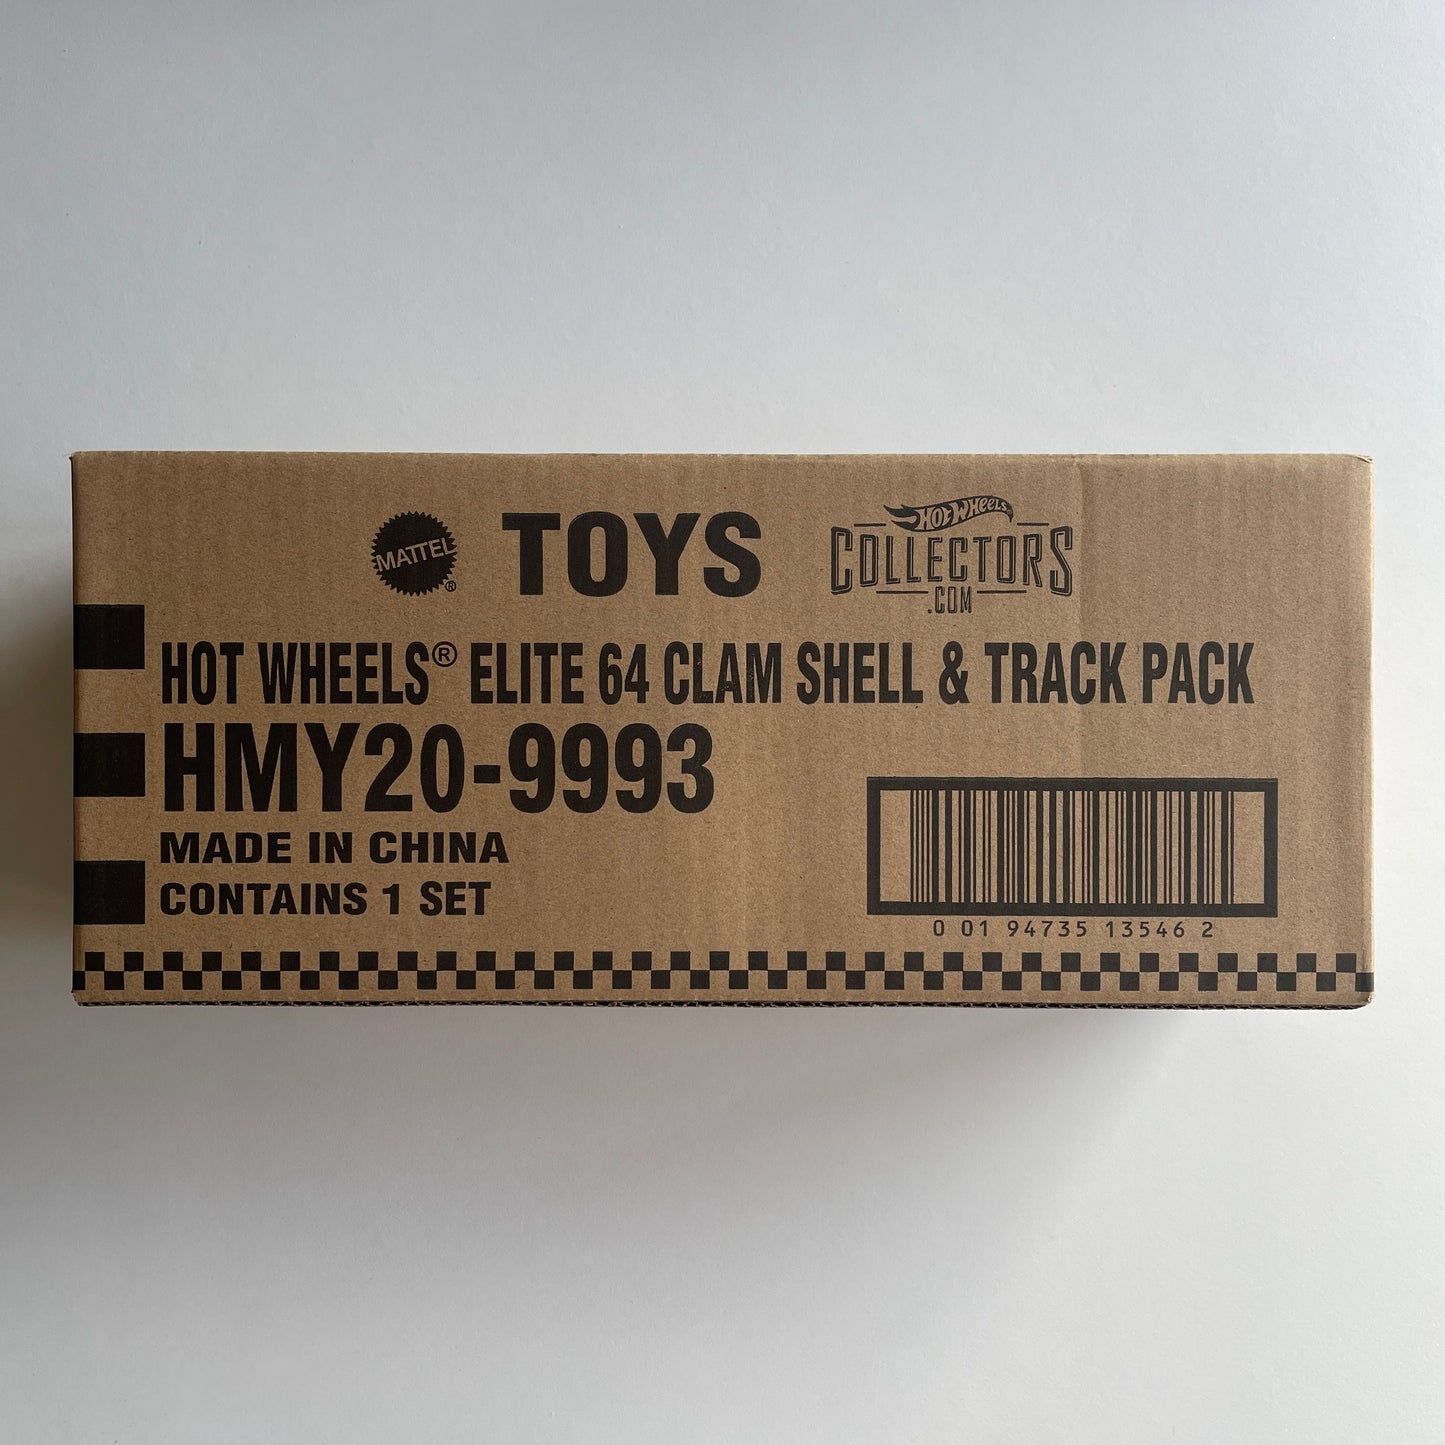 MATTEL®
TOYS
HOT WHEELS
COLLECTORS
.COM
HOT WHEELS® ELITE 64 CLAM SHELL & TRACK PACK
HMY20-9993
MADE IN CHINA
CONTAINS 1 SET
0 01 94735 13546 2